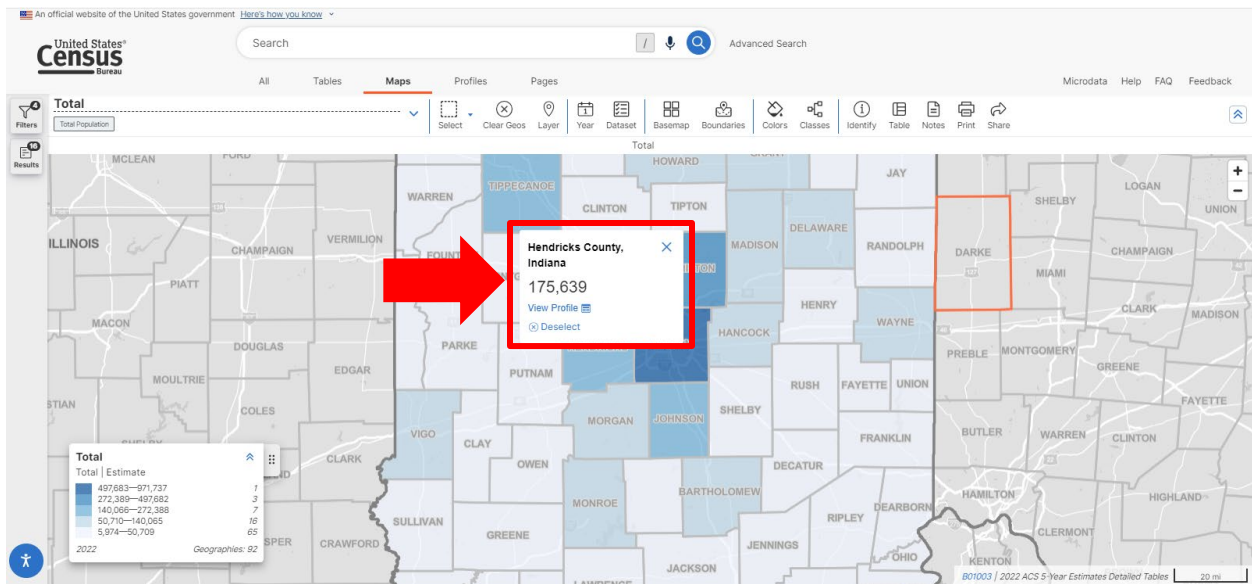 An official website of the United States government Here's how you know
United States®
Census
Bureau
Search
/
Advanced Search
All Tables Maps Profiles Pages
Microdata Help FAQ Feedback
4
Filters
Total
Total Population
Select Clear Geos Layer Year Dataset Basemap Boundaries Colors Classes Identify Table Notes Print Share
16
Results
Total
MCLEAN
HOWARD
JAY
LOGAN
TIPPECANOE
WARREN
CLINTON
TIPTON
SHELBY
UNION
DELAWARE
ILLINOIS
VERMILION
CHAMPAIGN
MADISON
RANDOLPH
DARKE
CHAMPAIGN
Hendricks County,
Indiana
175,639
View Profile
Deselect
MIAMI
PIATT
HENRY
CLARK
MADISON
MACON
WAYNE
HANCOCK
DOUGLAS
PARKE
PREBLE
MONTGOMERY
EDGAR
PUTNAM
GREENE
MOULTRIE
RUSH
FAYETTE
UNION
COLES
MORGAN
JOHNSON
SHELBY
FAYETTE
VIGO
CLAY
FRANKLIN
BUTLER
WARREN
CLINTON
CLARK
OWEN
DECATUR
BARTHOLOMEW
HAMILTON
HIGHLAND
MONROE
DEARBORN
SULLIVAN
RIPLEY
CLERMONT
GREENE
CRAWFORD
JENNINGS
OHIO
KENTON
JACKSON
Total
Total | Estimate
497,683—971,737 1
272,389—497,682 3
140,066—272,388 7
50,710—140,065 16
5,974—50,709 65
2022 Geographies: 92
B01003 | 2022 ACS 5-Year Estimates Detailed Tables
20 mi